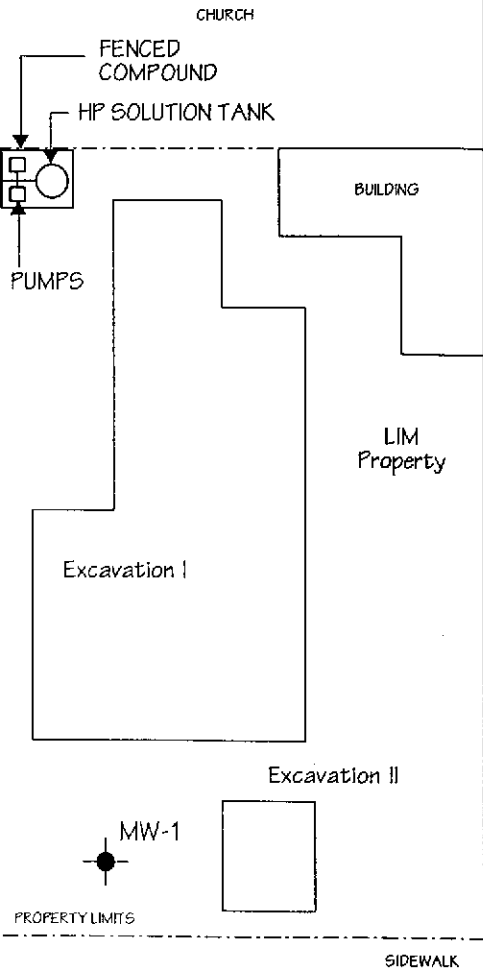 CHURCH
FENCED
COMPOUND
HP SOLUTION TANK
BUILDING
PUMPS
LIM
Property
Excavation I
Excavation II
MW-1
PROPERTY LIMITS
SIDEWALK